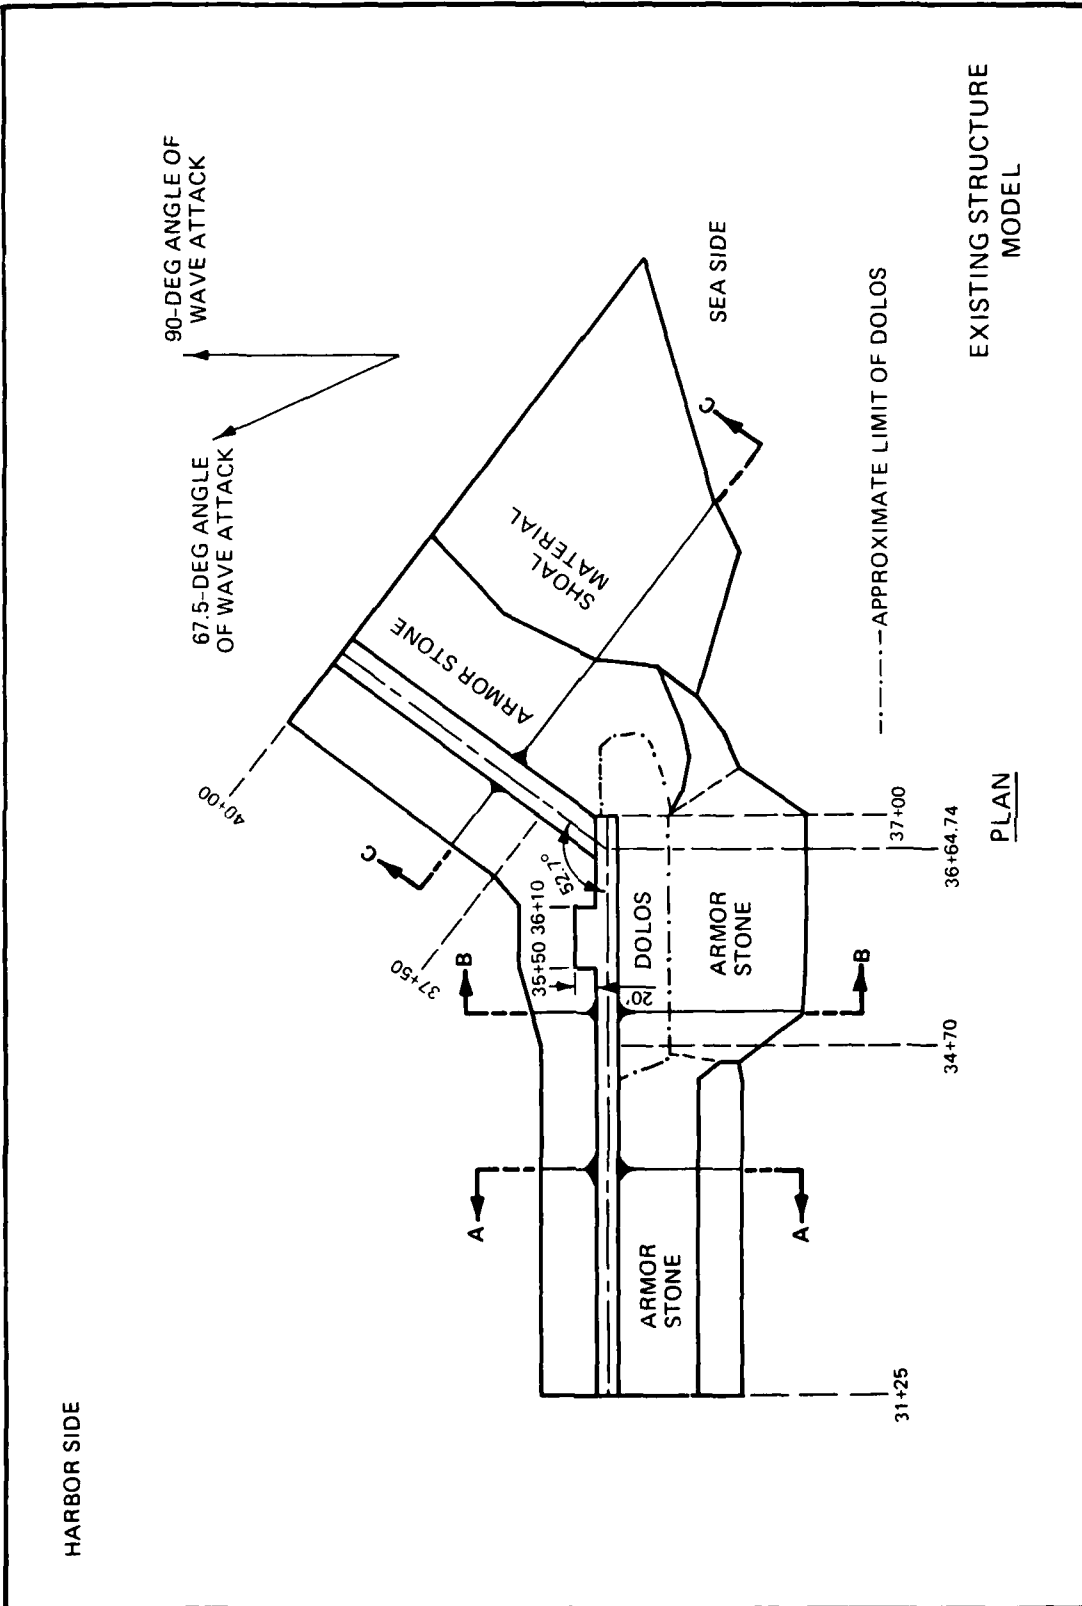 HARBOR SIDE
90-DEG ANGLE OF
WAVE ATTACK
67.5-DEG ANGLE
OF WAVE ATTACK
SEA SIDE
40+00
37+50
C
C
SHOAL
MATERIAL
ARMOR STONE
52.7°
35+50 36+10
20'
B
B
DOLOS
ARMOR
STONE
A
A
ARMOR
STONE
31+25
34+70
36+64.74
37+00
APPROXIMATE LIMIT OF DOLOS
PLAN
EXISTING STRUCTURE
MODEL